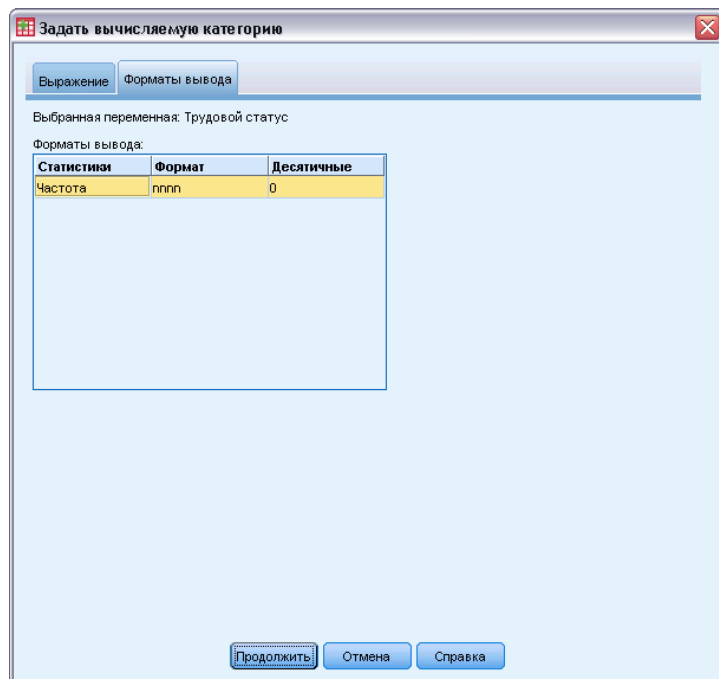 Задать вычисляемую категорию
Выражение Форматы вывода
Выбранная переменная: Трудовой статус
Форматы вывода:
Статистики Формат Десятичные
Частота nnnn 0
Продолжить Отмена Справка